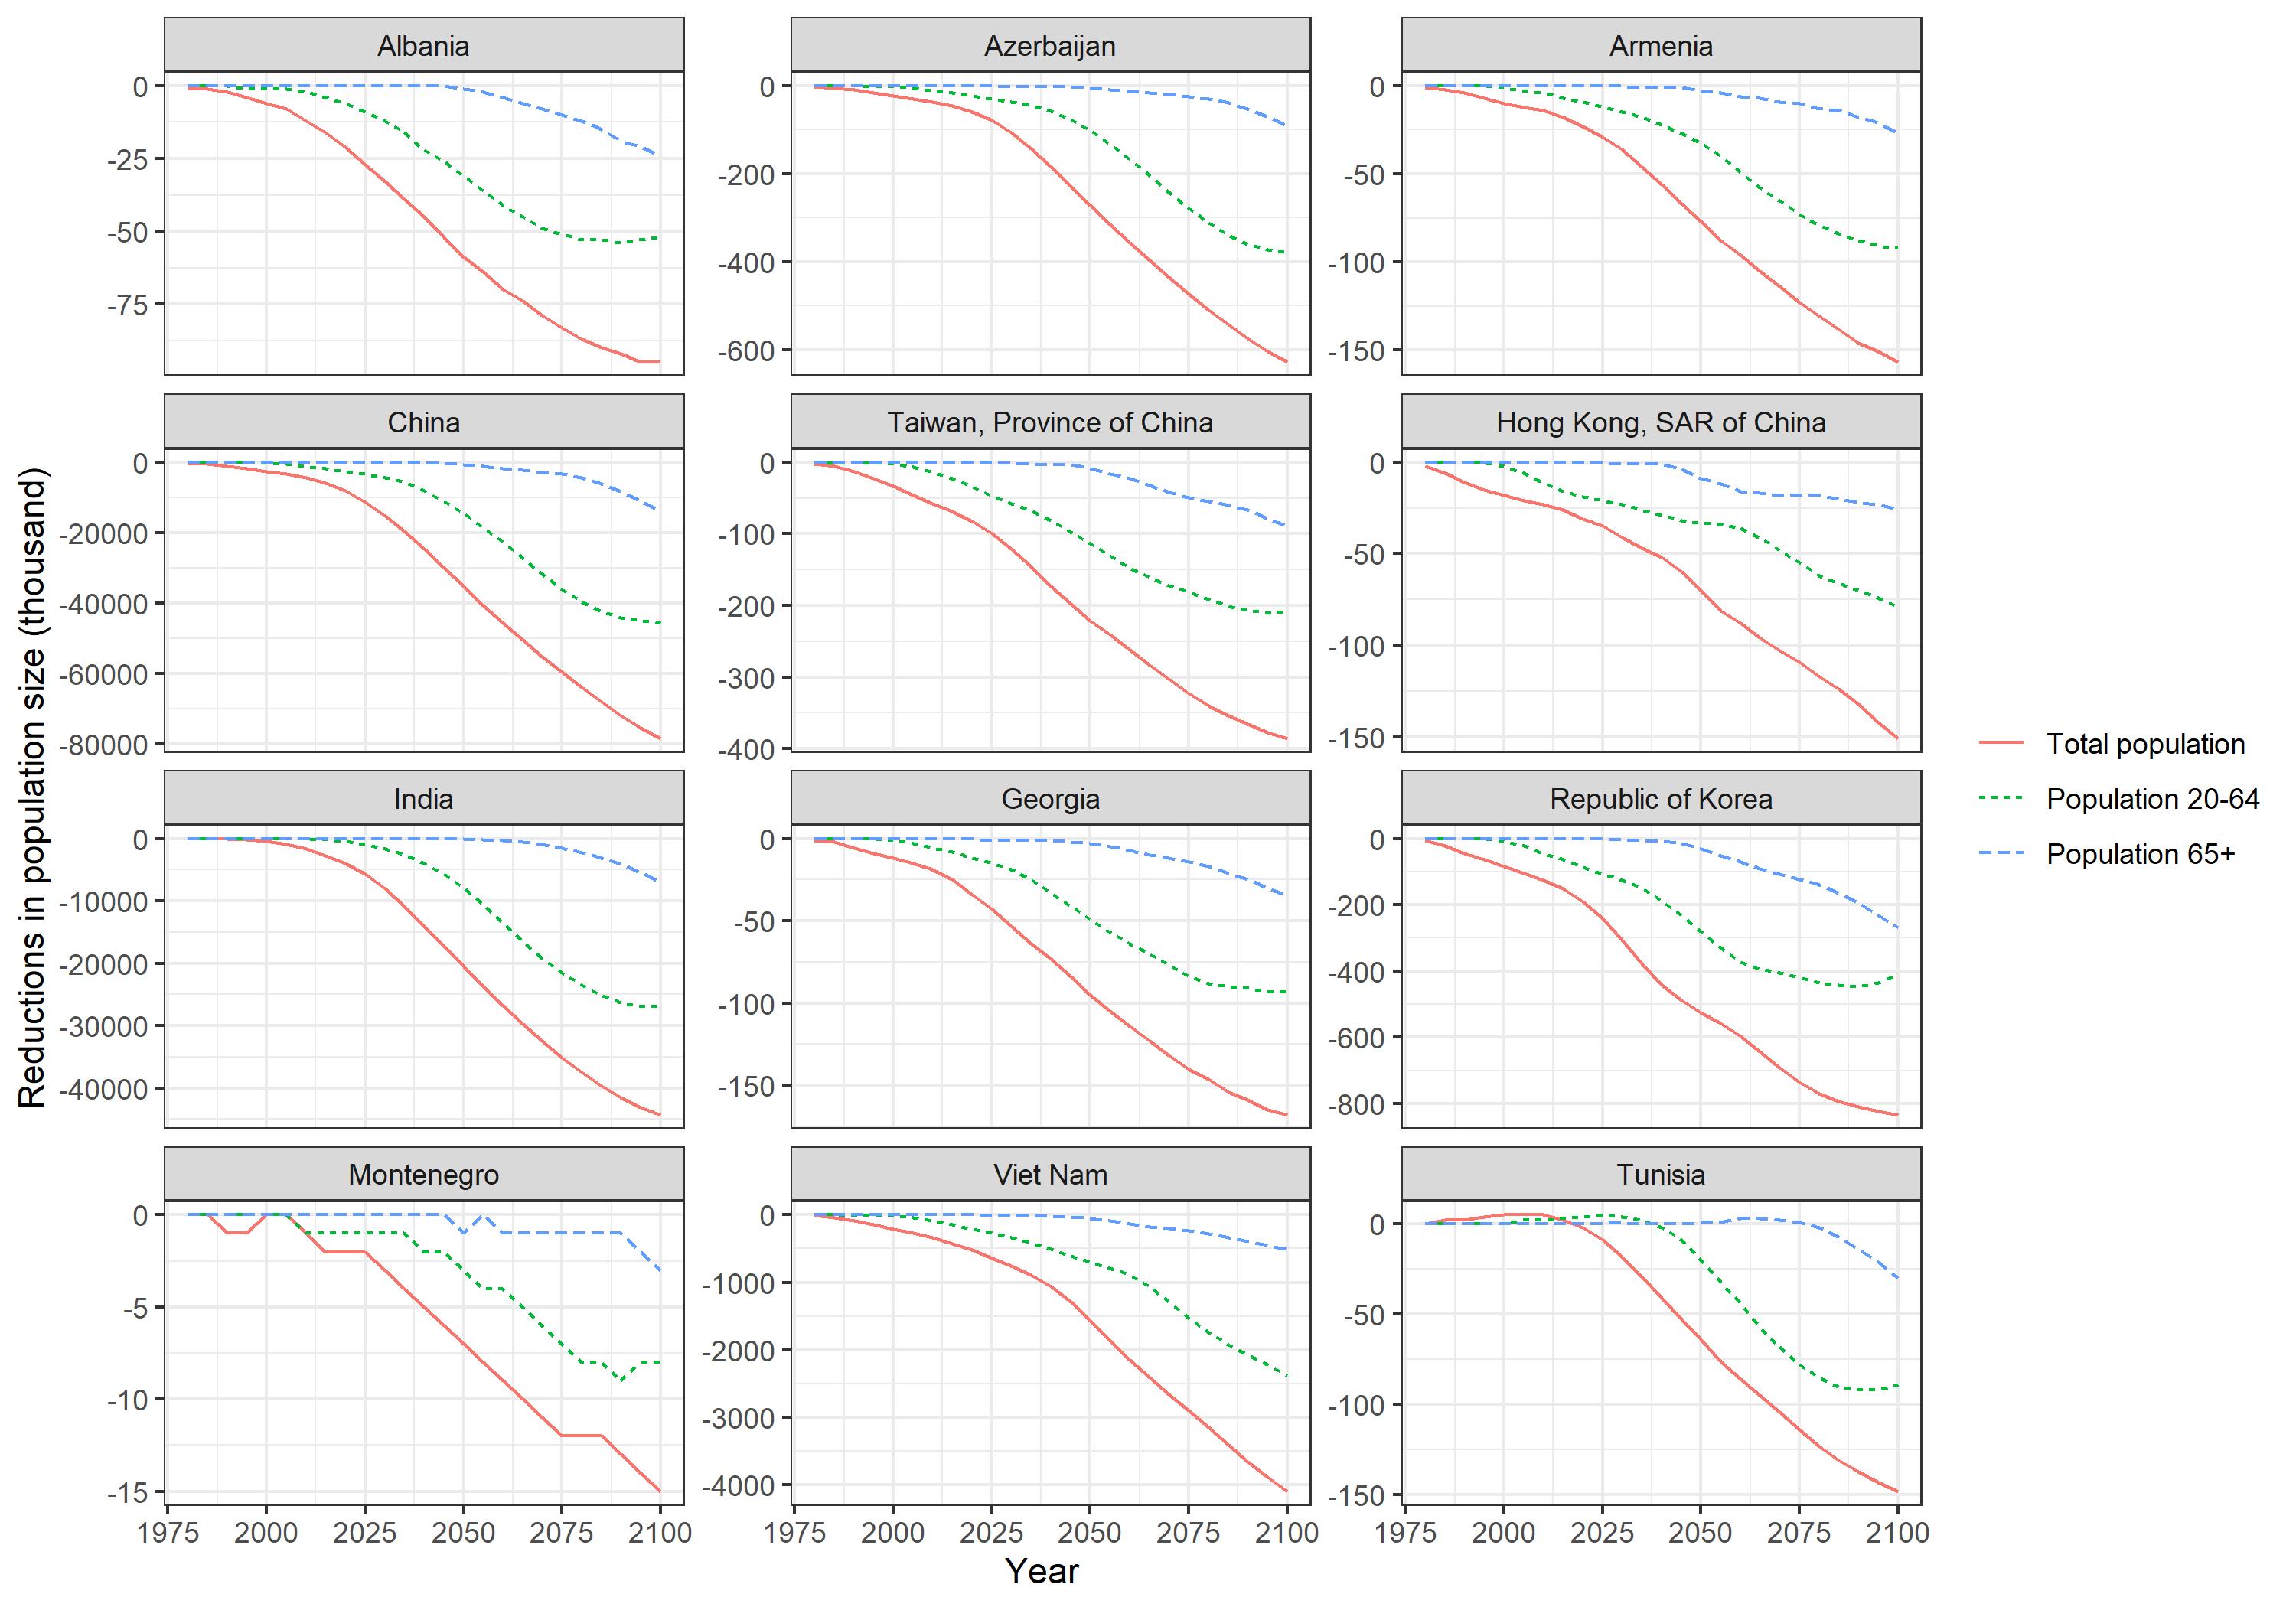 Albania
Azerbaijan
Armenia
0
-25
-50
-75
0
-200
-400
-600
0
-50
-100
-150
China
Taiwan, Province of China
Hong Kong, SAR of China
0
-20000
-40000
-60000
-80000
0
-100
-200
-300
-400
0
-50
-100
-150
India
Georgia
Republic of Korea
0
-10000
-20000
-30000
-40000
0
-50
-100
-150
0
-200
-400
-600
-800
Montenegro
Viet Nam
Tunisia
0
-5
-10
-15
0
-1000
-2000
-3000
-4000
0
-50
-100
-150
1975 2000 2025 2050 2075 2100
1975 2000 2025 2050 2075 2100
1975 2000 2025 2050 2075 2100
Year
Reductions in population size (thousand)
Total population
Population 20-64
Population 65+